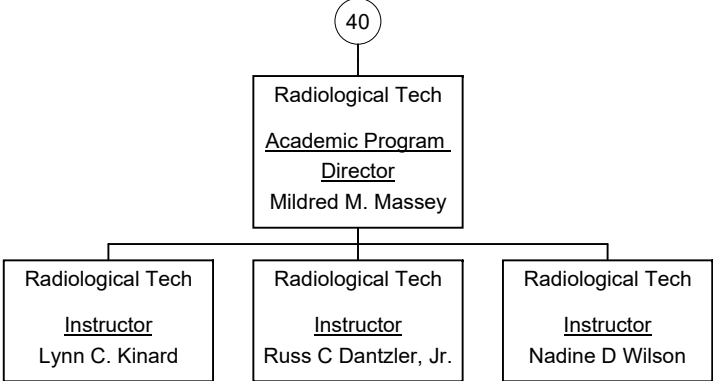 40
Radiological Tech
Academic Program
Director
Mildred M. Massey
Radiological Tech
Instructor
Lynn C. Kinard
Radiological Tech
Instructor
Russ C Dantzler, Jr.
Radiological Tech
Instructor
Nadine D Wilson